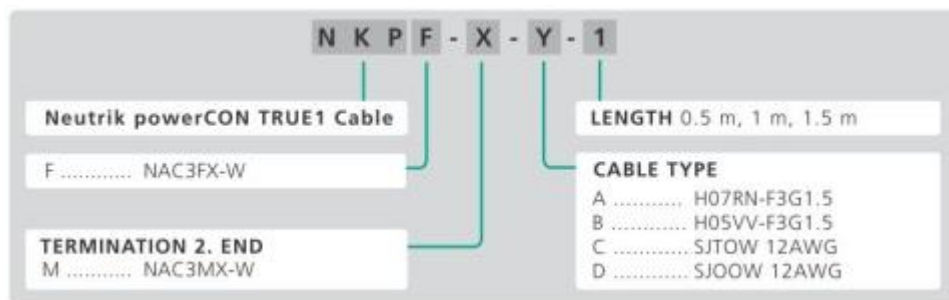 N K P F - X - Y - 1
Neutrik powerCON TRUE1 Cable
F ............ NAC3FX-W
TERMINATION 2. END
M ........... NAC3MX-W
LENGTH 0.5 m, 1 m, 1.5 m
CABLE TYPE
A ............ H07RN-F3G1.5
B ............ H05VV-F3G1.5
C ............ SJTOW 12AWG
D ............ SJOOW 12AWG